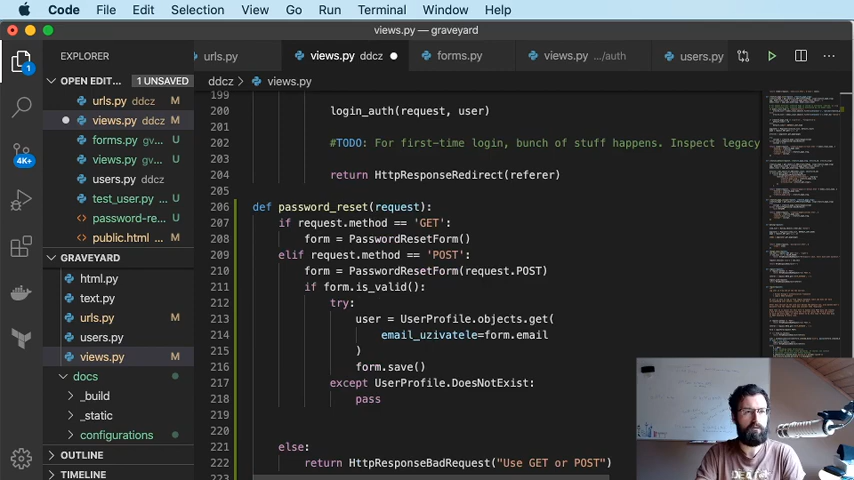 Code File Edit Selection View Go Run Terminal Window Help
views.py — graveyard
EXPLORER
urls.py
views.py ddcz
forms.py
views.py .../auth
users.py
OPEN EDIT... 1 UNSAVED
ddcz > views.py
urls.py ddcz M
views.py ddcz M
forms.py gv... U
views.py gv... U
users.py ddcz
test_user.py ... M
password-re... U
public.html ... M
GRAVEYARD
html.py
text.py
urls.py M
users.py
views.py M
docs
_build
_static
configurations
OUTLINE
TIMELINE
1
4K+
199
200 login_auth(request, user)
201
202 #TODO: For first-time login, bunch of stuff happens. Inspect legacy
203
204 return HttpResponseRedirect(referer)
205
206 def password_reset(request):
207 if request.method == 'GET':
208 form = PasswordResetForm()
209 elif request.method == 'POST':
210 form = PasswordResetForm(request.POST)
211 if form.is_valid():
212 try:
213 user = UserProfile.objects.get(
214 email_uzivatele=form.email
215 )
216 form.save()
217 except UserProfile.DoesNotExist:
218 pass
219
220
221 else:
222 return HttpResponseBadRequest("Use GET or POST")
223